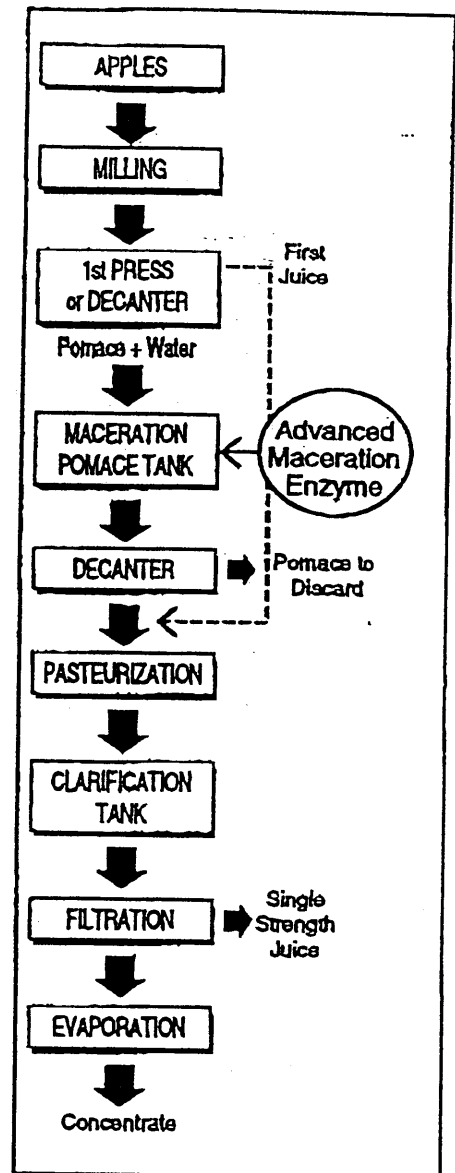 APPLES
MILLING
1st PRESS
or DECANTER
First
Juice
Pomace + Water
MACERATION
POMACE TANK
Advanced
Maceration
Enzyme
DECANTER
Pomace to
Discard
PASTEURIZATION
CLARIFICATION
TANK
FILTRATION
Single
Strength
Juice
EVAPORATION
Concentrate